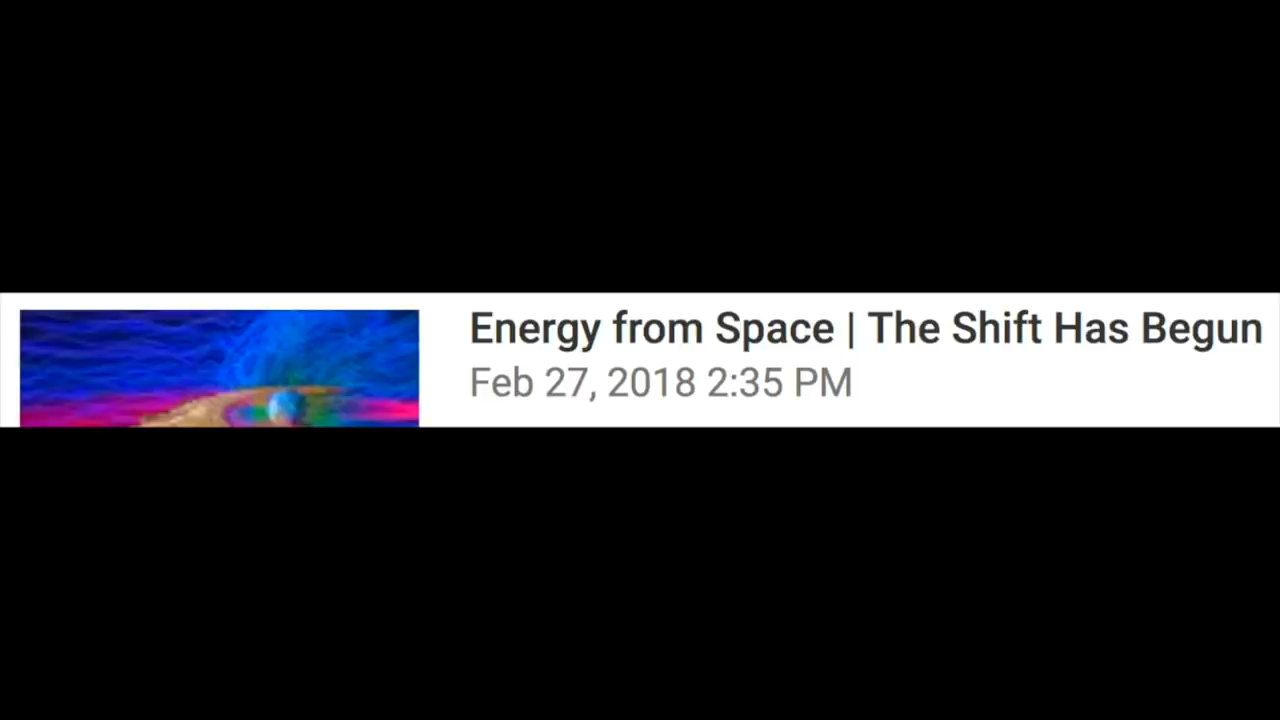 Energy from Space | The Shift Has Begun
Feb 27, 2018 2:35 PM